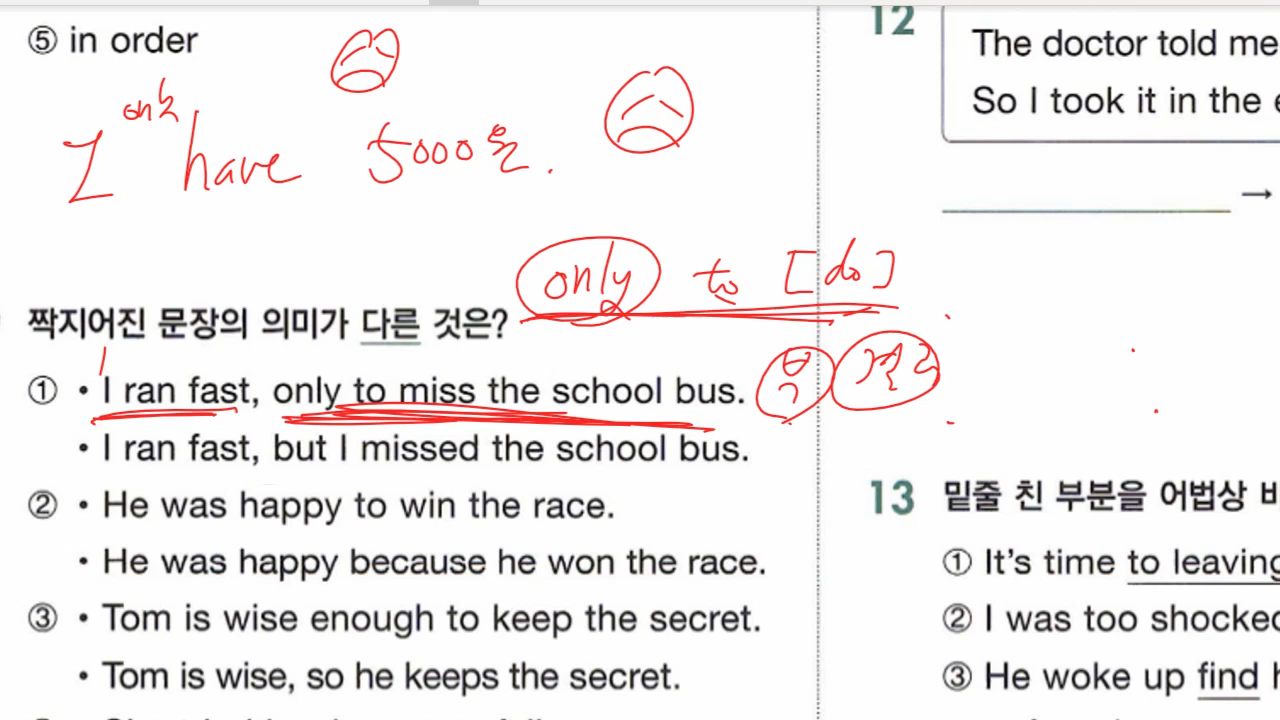 ⑤ in order
I only have 5000원.
only to [do]
짝지어진 문장의 의미가 다른 것은?
① • I ran fast, only to miss the school bus.
부 결과
• I ran fast, but I missed the school bus.
② • He was happy to win the race.
• He was happy because he won the race.
③ • Tom is wise enough to keep the secret.
• Tom is wise, so he keeps the secret.
12
The doctor told me
So I took it in the
→
13 밑줄 친 부분을 어법상
① It's time to leaving
② I was too shocked
③ He woke up find